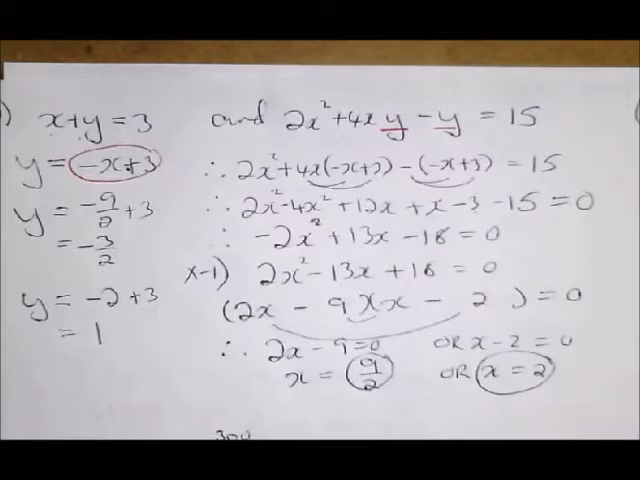 ) x+y=3 and 2x²+4xy-y = 15
y = -x+3 ∴ 2x²+4x(-x+3) - (-x+3) = 15
y = -9/2+3 ∴ 2x²-4x²+12x+x-3-15=0
= -3/2 ∴ -2x²+13x-18=0
x-1) 2x²-13x+18=0
y = -2+3 (2x - 9)(x - 2) = 0
= 1 ∴ 2x-9=0 OR x-2=0
x = 9/2 OR x=2
300